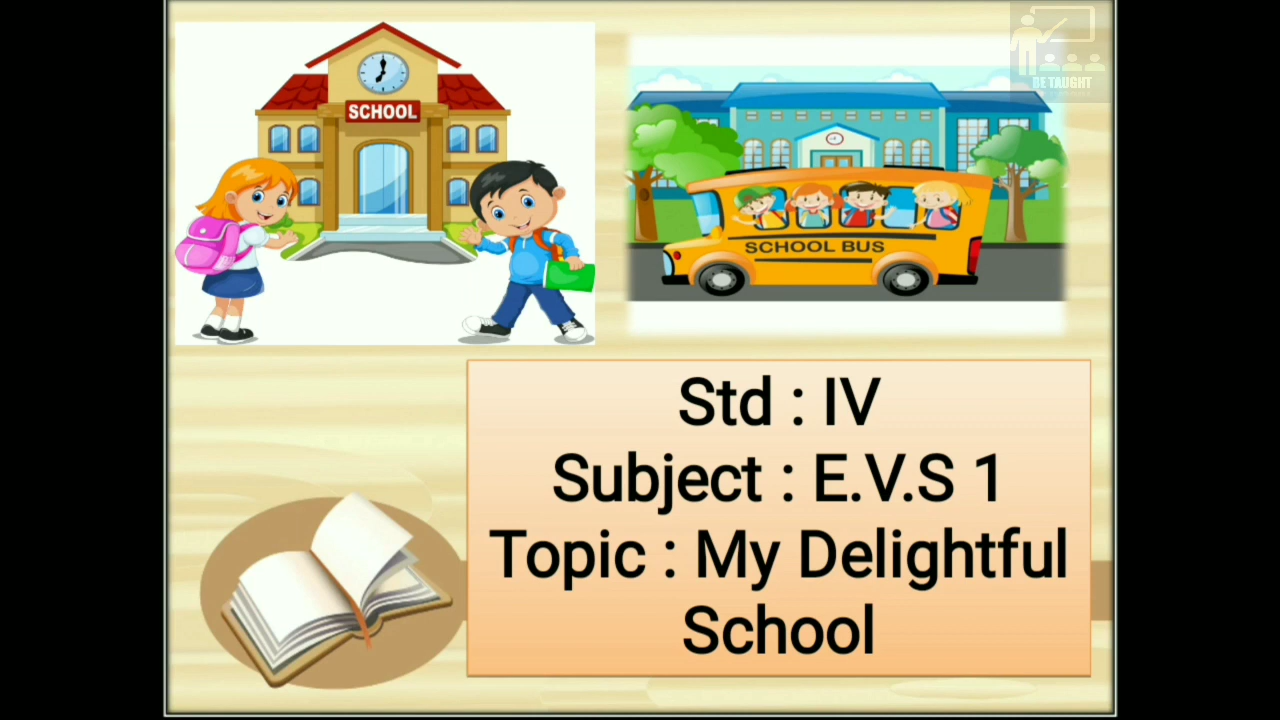 BE TAUGHT
SCHOOL
SCHOOL BUS
Std : IV
Subject : E.V.S 1
Topic : My Delightful
School